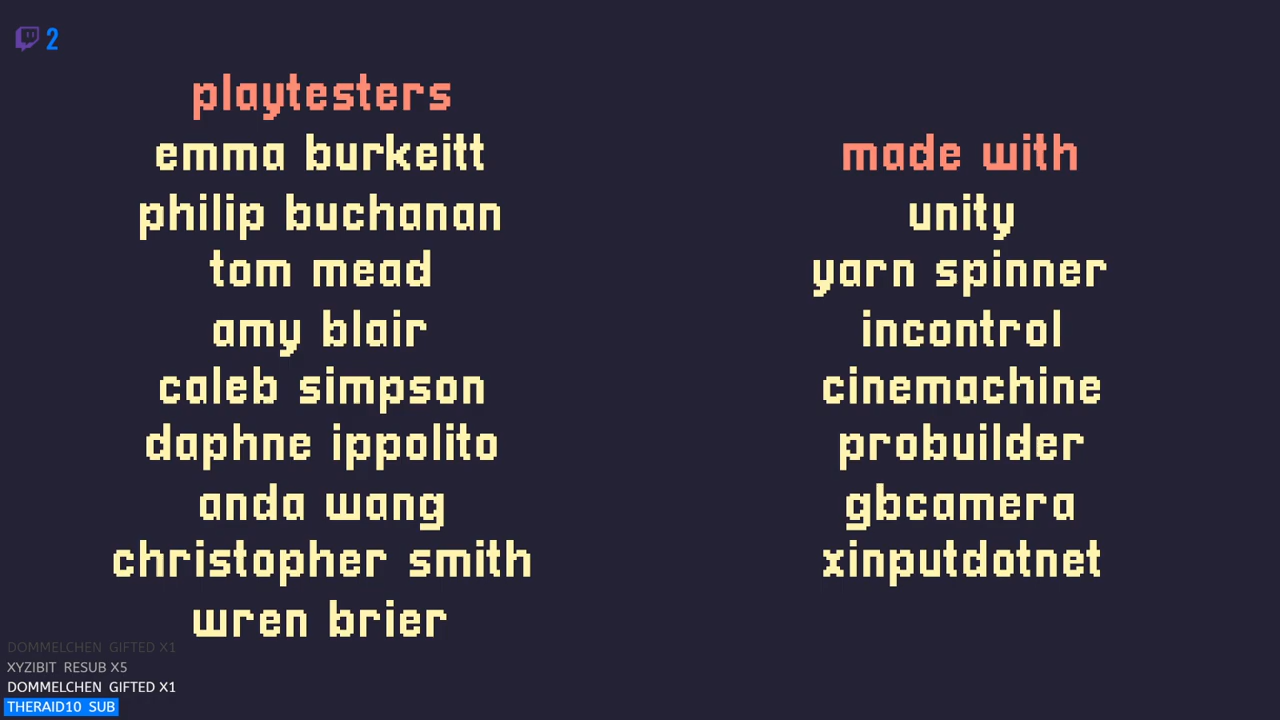 2
playtesters
emma burkeitt
philip buchanan
tom mead
amy blair
caleb simpson
daphne ippolito
anda wang
christopher smith
wren brier
made with
unity
yarn spinner
incontrol
cinemachine
probuilder
gbcamera
xinputdotnet
DOMMELCHEN GIFTED X1
XYZIBIT RESUB X5
DOMMELCHEN GIFTED X1
THERAID10 SUB